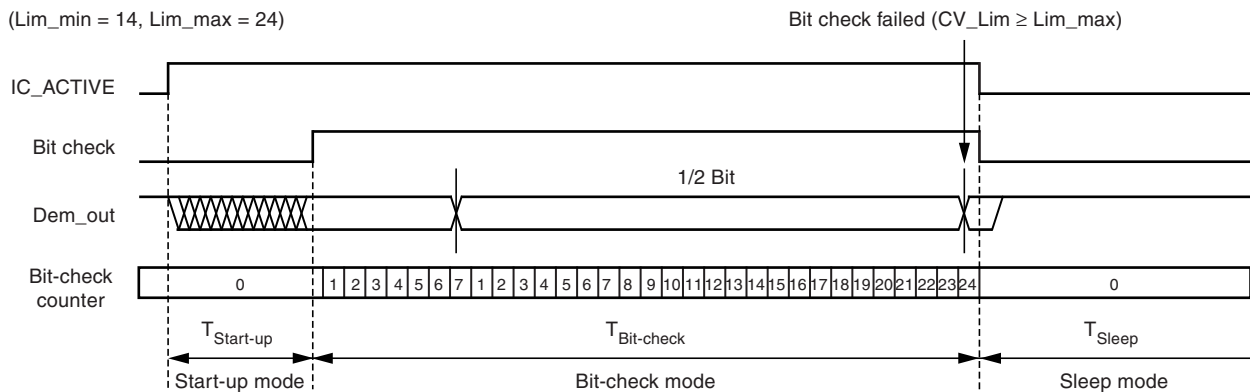 (Lim_min = 14, Lim_max = 24)
Bit check failed (CV_Lim ≥ Lim_max)
IC_ACTIVE
Bit check
1/2 Bit
Dem_out
Bit-check counter
0 1 2 3 4 5 6 7 1 2 3 4 5 6 7 8 9 10 11 12 13 14 15 16 17 18 19 20 21 22 23 24 0
TStart-up TBit-check TSleep
Start-up mode Bit-check mode Sleep mode